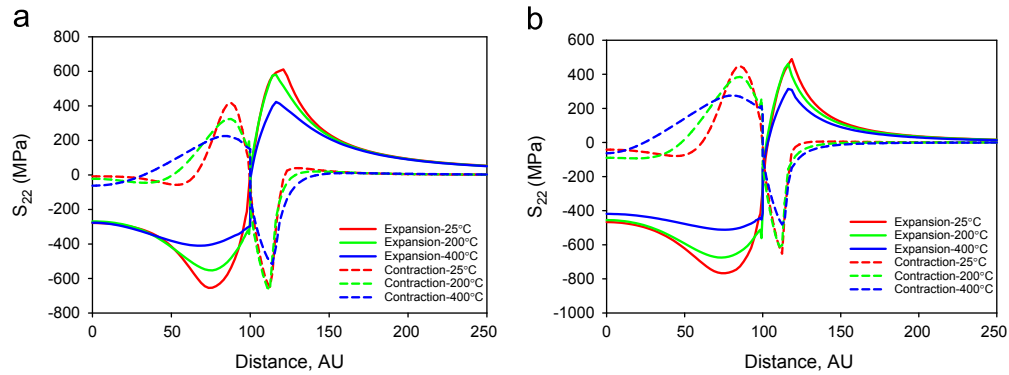 a
800
600
400
200
0
-200
-400
-600
-800
S22 (MPa)
Expansion-25°C
Expansion-200°C
Expansion-400°C
Contraction-25°C
Contraction-200°C
Contraction-400°C
0 50 100 150 200 250
Distance, AU
b
600
400
200
0
-200
-400
-600
-800
-1000
S22 (MPa)
Expansion-25°C
Expansion-200°C
Expansion-400°C
Contraction-25°C
Contraction-200°C
Contraction-400°C
0 50 100 150 200 250
Distance, AU